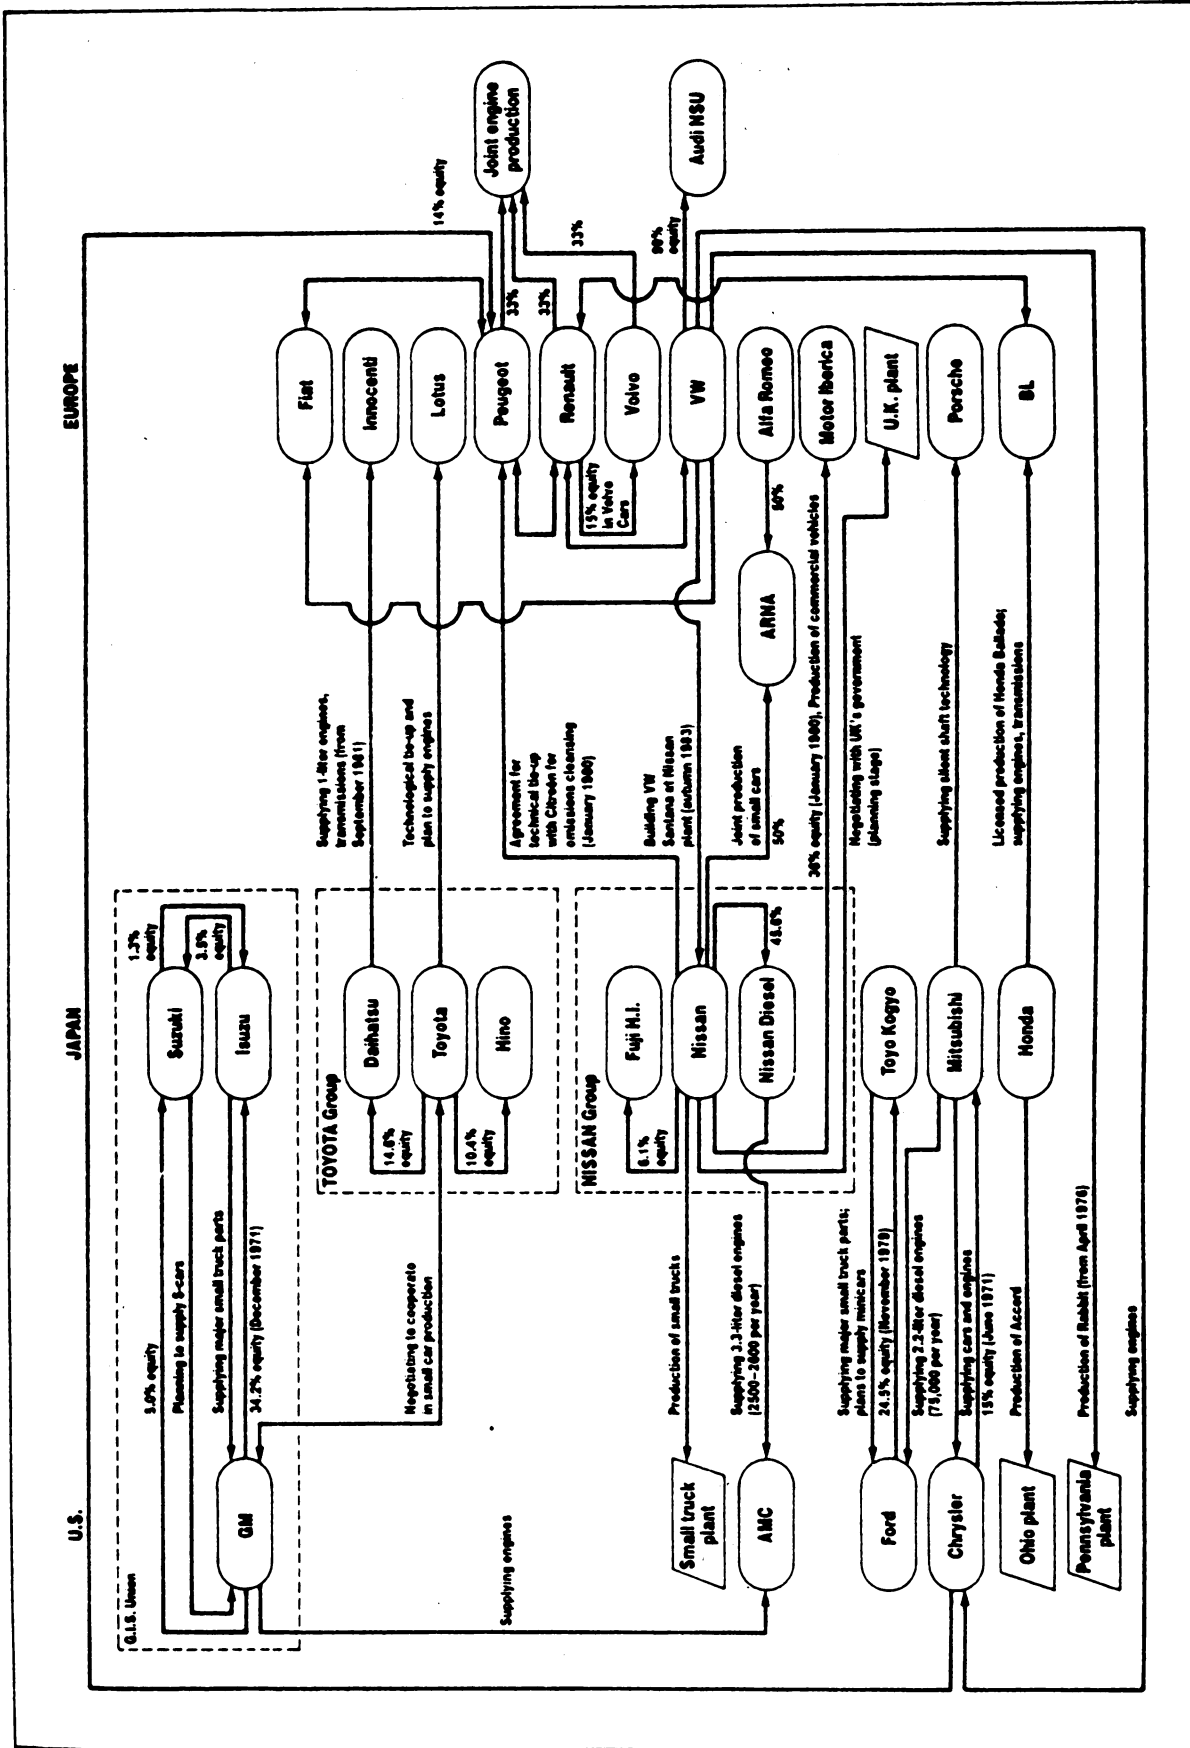 U.S.
JAPAN
EUROPE
G.I.S. Union
5.0% equity
Planning to supply S-cars
Supplying major small truck parts
34.2% equity (December 1971)
GM
Suzuki
Isuzu
1.3%
equity
3.5%
equity
TOYOTA Group
14.6%
equity
10.4%
equity
Negotiating to cooperate
in small car production
Daihatsu
Toyota
Hino
Supplying 1-liter engines,
transmissions (from
September 1981)
Technological tie-up and
plan to supply engines
Supplying engines
NISSAN Group
6.1%
equity
Fuji H.I.
Nissan
Nissan Diesel
45.6%
Agreement for
technical tie-up
with Citroën for
emissions cleansing
(January 1980)
Building VW
Santana at Nissan
plant (autumn 1983)
Joint production
of small cars
50%
36% equity (January 1980), Production of commercial vehicles
Negotiating with UK's government
(planning stage)
Production of small trucks
Supplying 3.3-liter diesel engines
(2500–2600 per year)
Small truck
plant
AMC
Supplying major small truck parts;
plans to supply minicars
24.5% equity (November 1979)
Supplying 2.2-liter diesel engines
(75,000 per year)
Supplying cars and engines
15% equity (June 1971)
Production of Accord
Production of Rabbit (from April 1976)
Supplying engines
Ford
Chrysler
Ohio plant
Pennsylvania
plant
Toyo Kogyo
Mitsubishi
Honda
Supplying silent shaft technology
Licensed production of Honda Ballade;
supplying engines, transmissions
ARNA
50%
Fiat
Innocenti
Lotus
Peugeot
Renault
Volvo
VW
Alfa Romeo
Motor Iberica
U.K. plant
Porsche
BL
15% equity
in Volvo
Cars
14% equity
33%
33%
33%
Joint engine
production
equity
Audi NSU